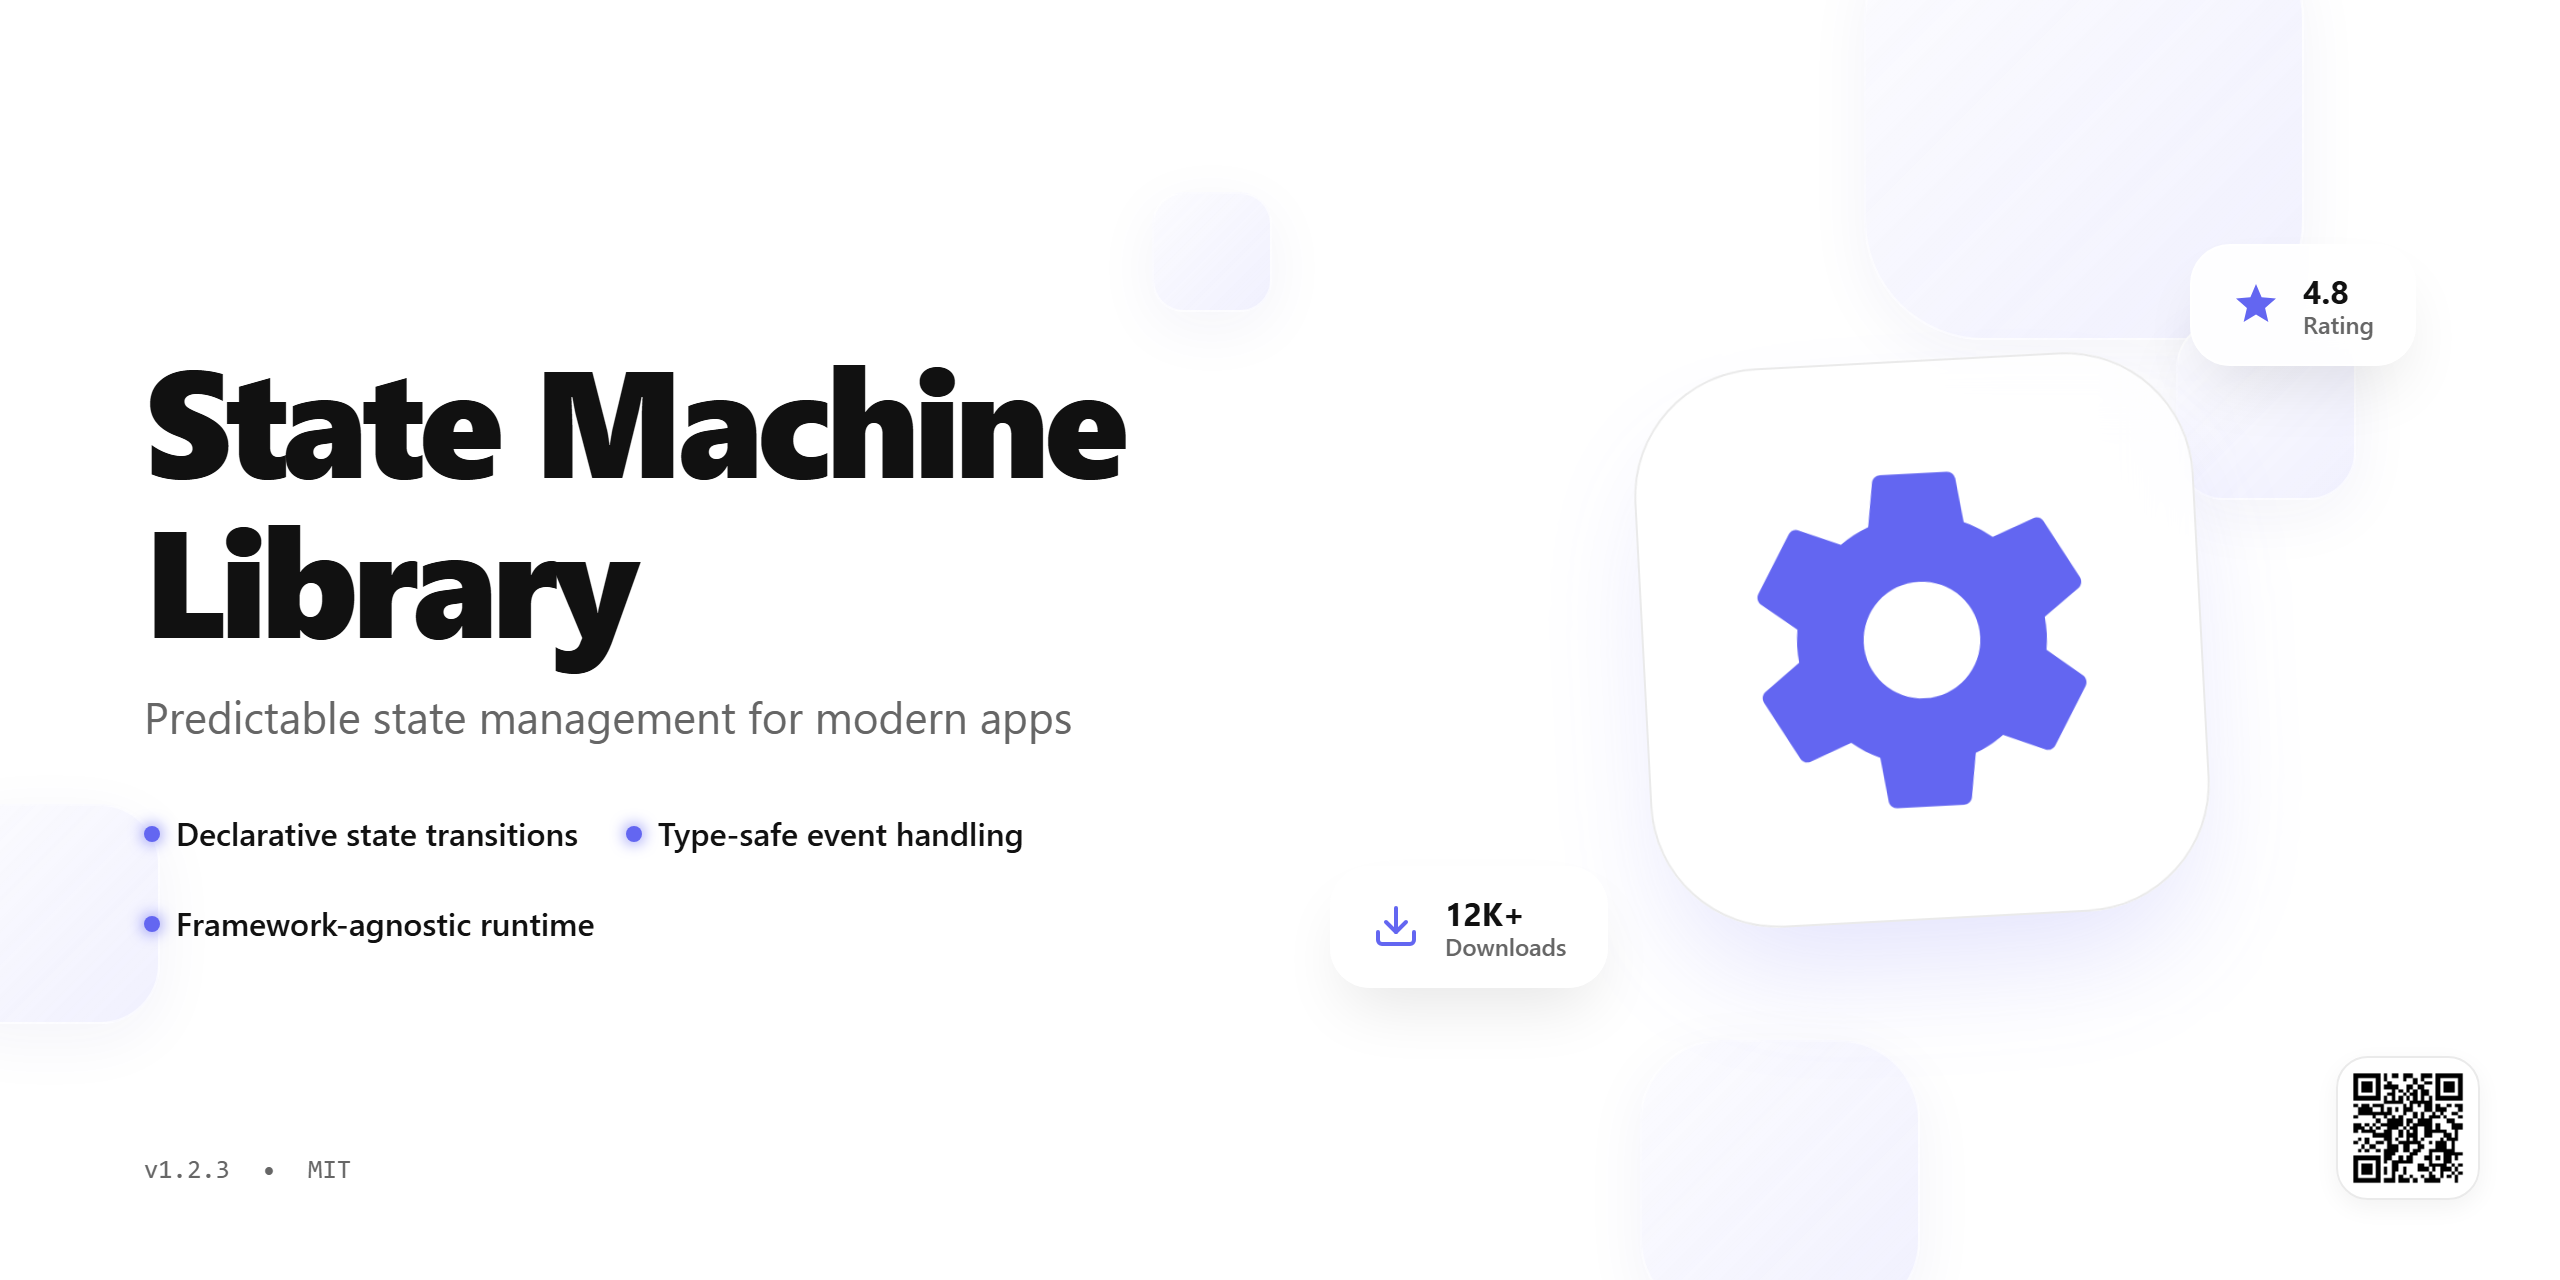 State Machine
Library
Predictable state management for modern apps
Declarative state transitions
Type-safe event handling
Framework-agnostic runtime
v1.2.3 • MIT
4.8
Rating
12K+
Downloads